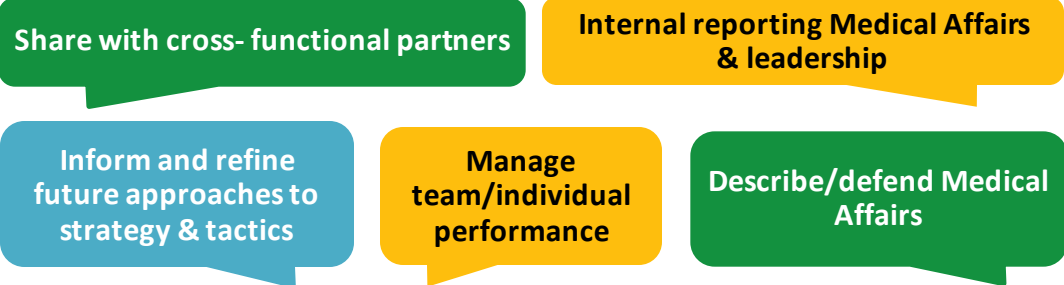 Share with cross- functional partners
Internal reporting Medical Affairs
& leadership
Inform and refine
future approaches to
strategy & tactics
Manage
team/individual
performance
Describe/defend Medical
Affairs